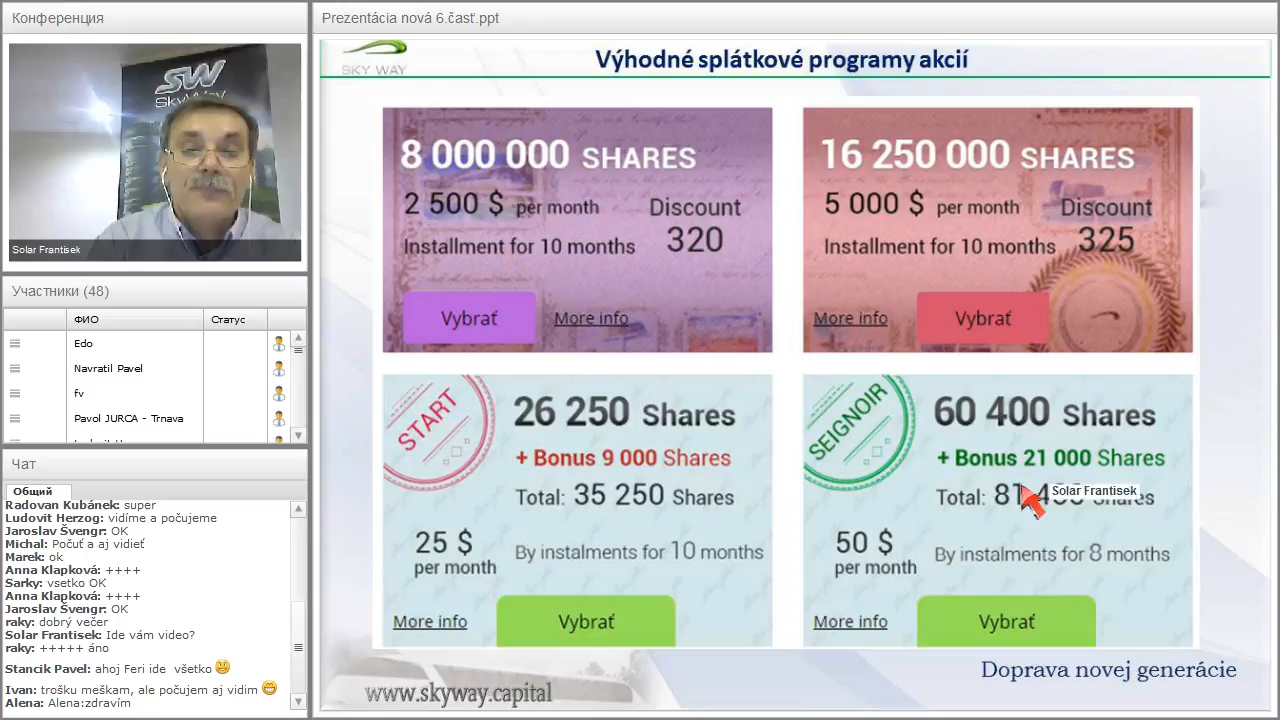 Конференция
SW
SkyWay
Solar Frantisek
Участники (48)
ФИО
Статус
Edo
Navratil Pavel
fv
Pavol JURCA - Trnava
Чат
Общий
Radovan Kubánek: super
Ludovit Herzog: vidíme a počujeme
Jaroslav Švengr: OK
Michal: Počuť a aj vidieť
Marek: ok
Anna Klapková: ++++
Sarky: vsetko OK
Anna Klapková: ++++
Jaroslav Švengr: OK
raky: dobrý večer
Solar Frantisek: Ide vám video?
raky: +++++ áno
Stancik Pavel: ahoj Feri ide všetko
Ivan: trošku meškam, ale počujem aj vidim
Alena: Alena:zdravím
Prezentácia nová 6.časť.ppt
SKY WAY
Výhodné splátkové programy akcií
8 000 000 SHARES
2 500 $ per month
Discount
320
Installment for 10 months
Vybrať
More info
16 250 000 SHARES
5 000 $ per month
Discount
325
Installment for 10 months
More info
Vybrať
START
26 250 Shares
+ Bonus 9 000 Shares
Total: 35 250 Shares
25 $
per month
By instalments for 10 months
More info
Vybrať
SEIGNOIR
60 400 Shares
+ Bonus 21 000 Shares
Total:
Solar Frantisek
50 $
per month
By instalments for 8 months
More info
Vybrať
Doprava novej generácie
www.skyway.capital